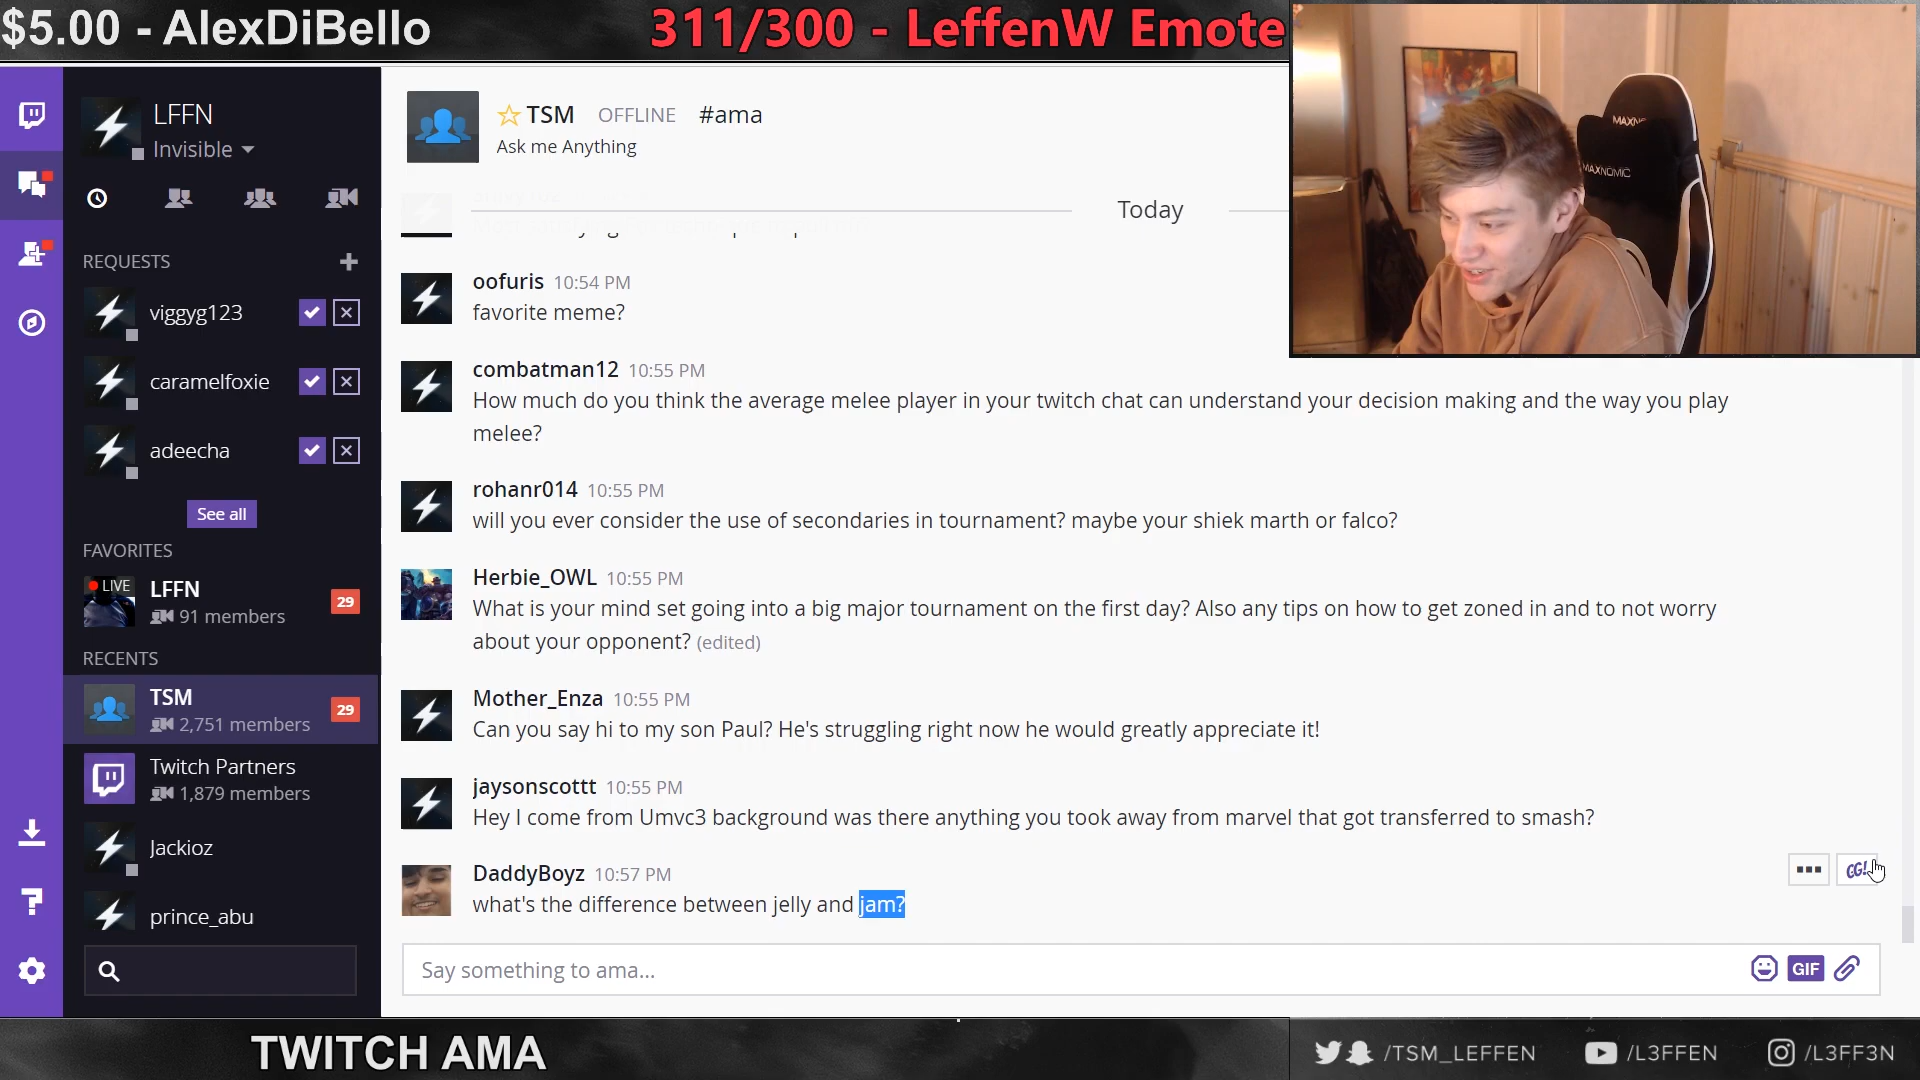 $5.00 - AlexDiBello
311/300 - LeffenW Emote
LFFN
Invisible
REQUESTS
viggyg123
caramelfoxie
adeecha
See all
FAVORITES
LIVE
LFFN
91 members
29
RECENTS
TSM
2,751 members
29
Twitch Partners
1,879 members
Jackioz
prince_abu
TSM OFFLINE #ama
Ask me Anything
Today
oofuris 10:54 PM
favorite meme?
combatman12 10:55 PM
How much do you think the average melee player in your twitch chat can understand your decision making and the way you play
melee?
rohanr014 10:55 PM
will you ever consider the use of secondaries in tournament? maybe your shiek marth or falco?
Herbie_OWL 10:55 PM
What is your mind set going into a big major tournament on the first day? Also any tips on how to get zoned in and to not worry
about your opponent? (edited)
Mother_Enza 10:55 PM
Can you say hi to my son Paul? He's struggling right now he would greatly appreciate it!
jaysonscottt 10:55 PM
Hey I come from Umvc3 background was there anything you took away from marvel that got transferred to smash?
DaddyBoyz 10:57 PM
what's the difference between jelly and jam?
GG!
Say something to ama...
GIF
MAXNOMIC
TWITCH AMA
/TSM_LEFFEN
/L3FFEN
/L3FF3N